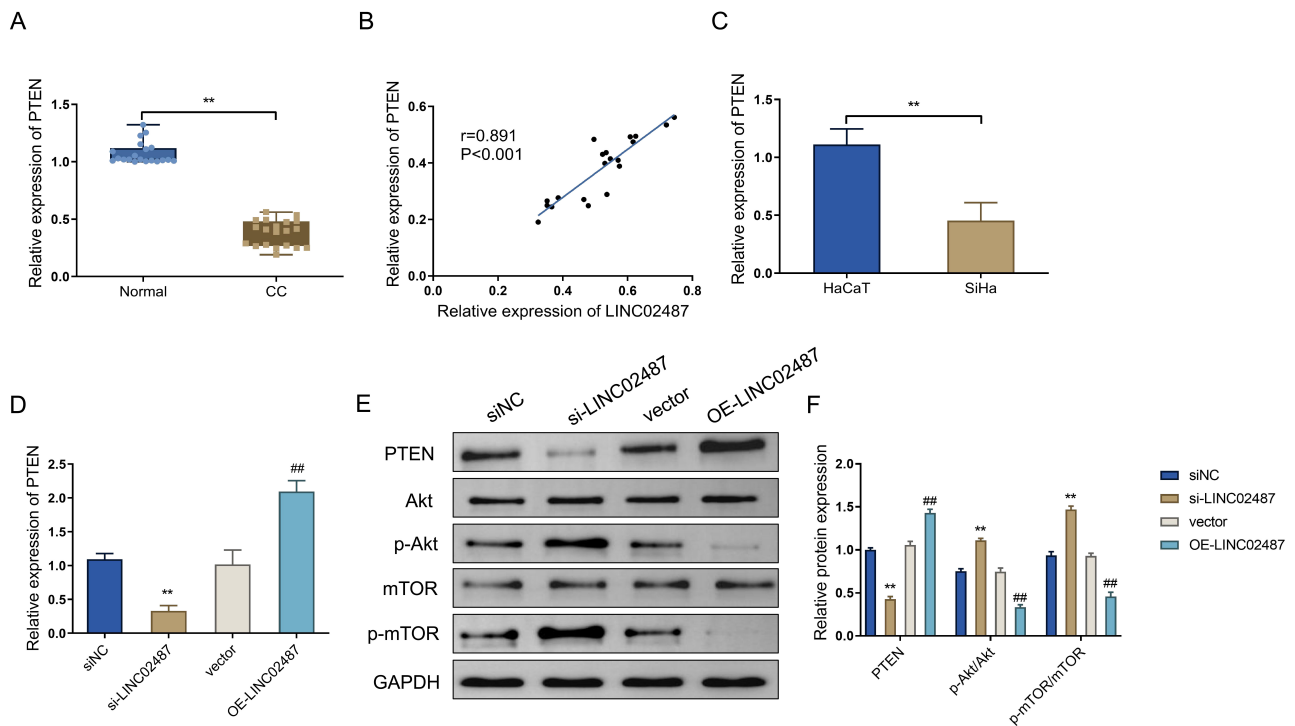 A
Relative expression of PTEN
1.5
1.0
0.5
0.0
**
Normal
CC
B
Relative expression of PTEN
0.6
0.4
0.2
0.0
r=0.891
P<0.001
0.0
0.2
0.4
0.6
0.8
Relative expression of LINC02487
C
Relative expression of PTEN
1.5
1.0
0.5
0.0
**
HaCaT
SiHa
D
Relative expression of PTEN
2.5
2.0
1.5
1.0
0.5
0.0
**
##
siNC
si-LINC02487
vector
OE-LINC02487
E
siNC
si-LINC02487
vector
OE-LINC02487
PTEN
Akt
p-Akt
mTOR
p-mTOR
GAPDH
F
Relative protein expression
2.0
1.5
1.0
0.5
0.0
**
##
**
##
**
##
PTEN
p-Akt/Akt
p-mTOR/mTOR
siNC
si-LINC02487
vector
OE-LINC02487